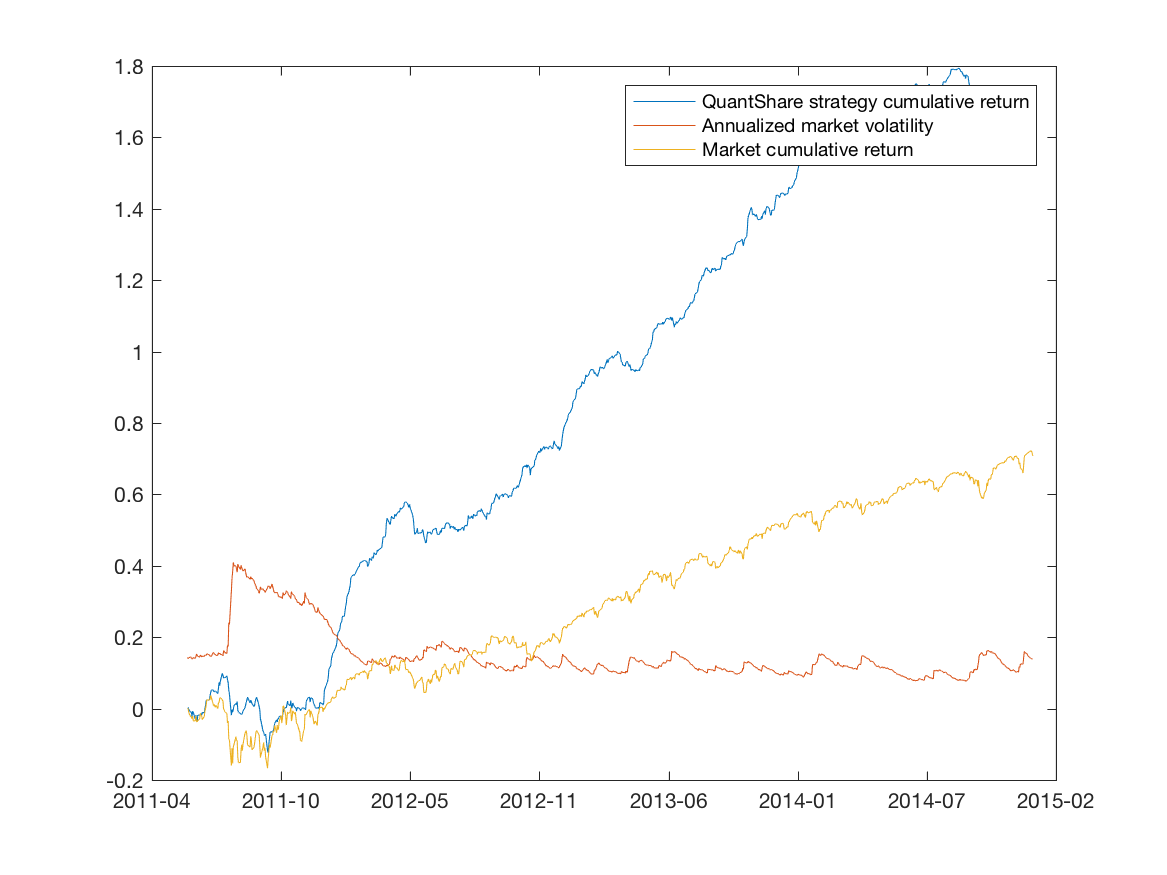 1.8
QuantShare strategy cumulative return
Annualized market volatility
Market cumulative return
1.6
1.4
1.2
1
0.8
0.6
0.4
0.2
0
-0.2
2011-04 2011-10 2012-05 2012-11 2013-06 2014-01 2014-07 2015-02